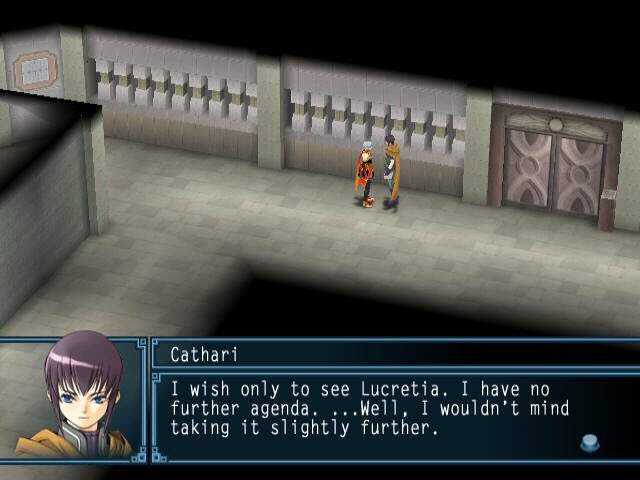 Cathari
I wish only to see Lucretia. I have no
further agenda. ...Well, I wouldn't mind
taking it slightly further.